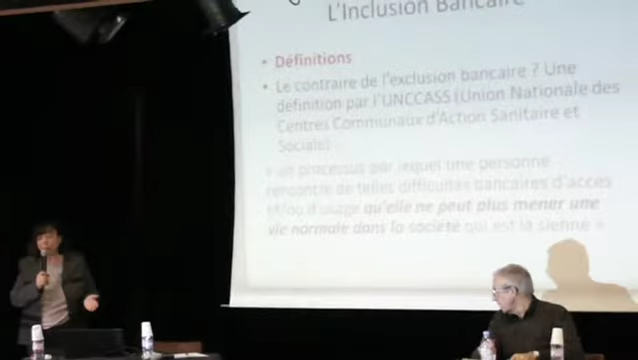 L'Inclusion Bancaire
• Définitions
• Le contraire de l'exclusion bancaire ? Une
définition par l'UNCCASS (Union Nationale des
Centres Communaux d'Action Sanitaire et
Sociale) :
« un processus par lequel une personne
rencontre de telles difficultés bancaires d'accès
et/ou d'usage qu'elle ne peut plus mener une
vie normale dans la société qui est la sienne »